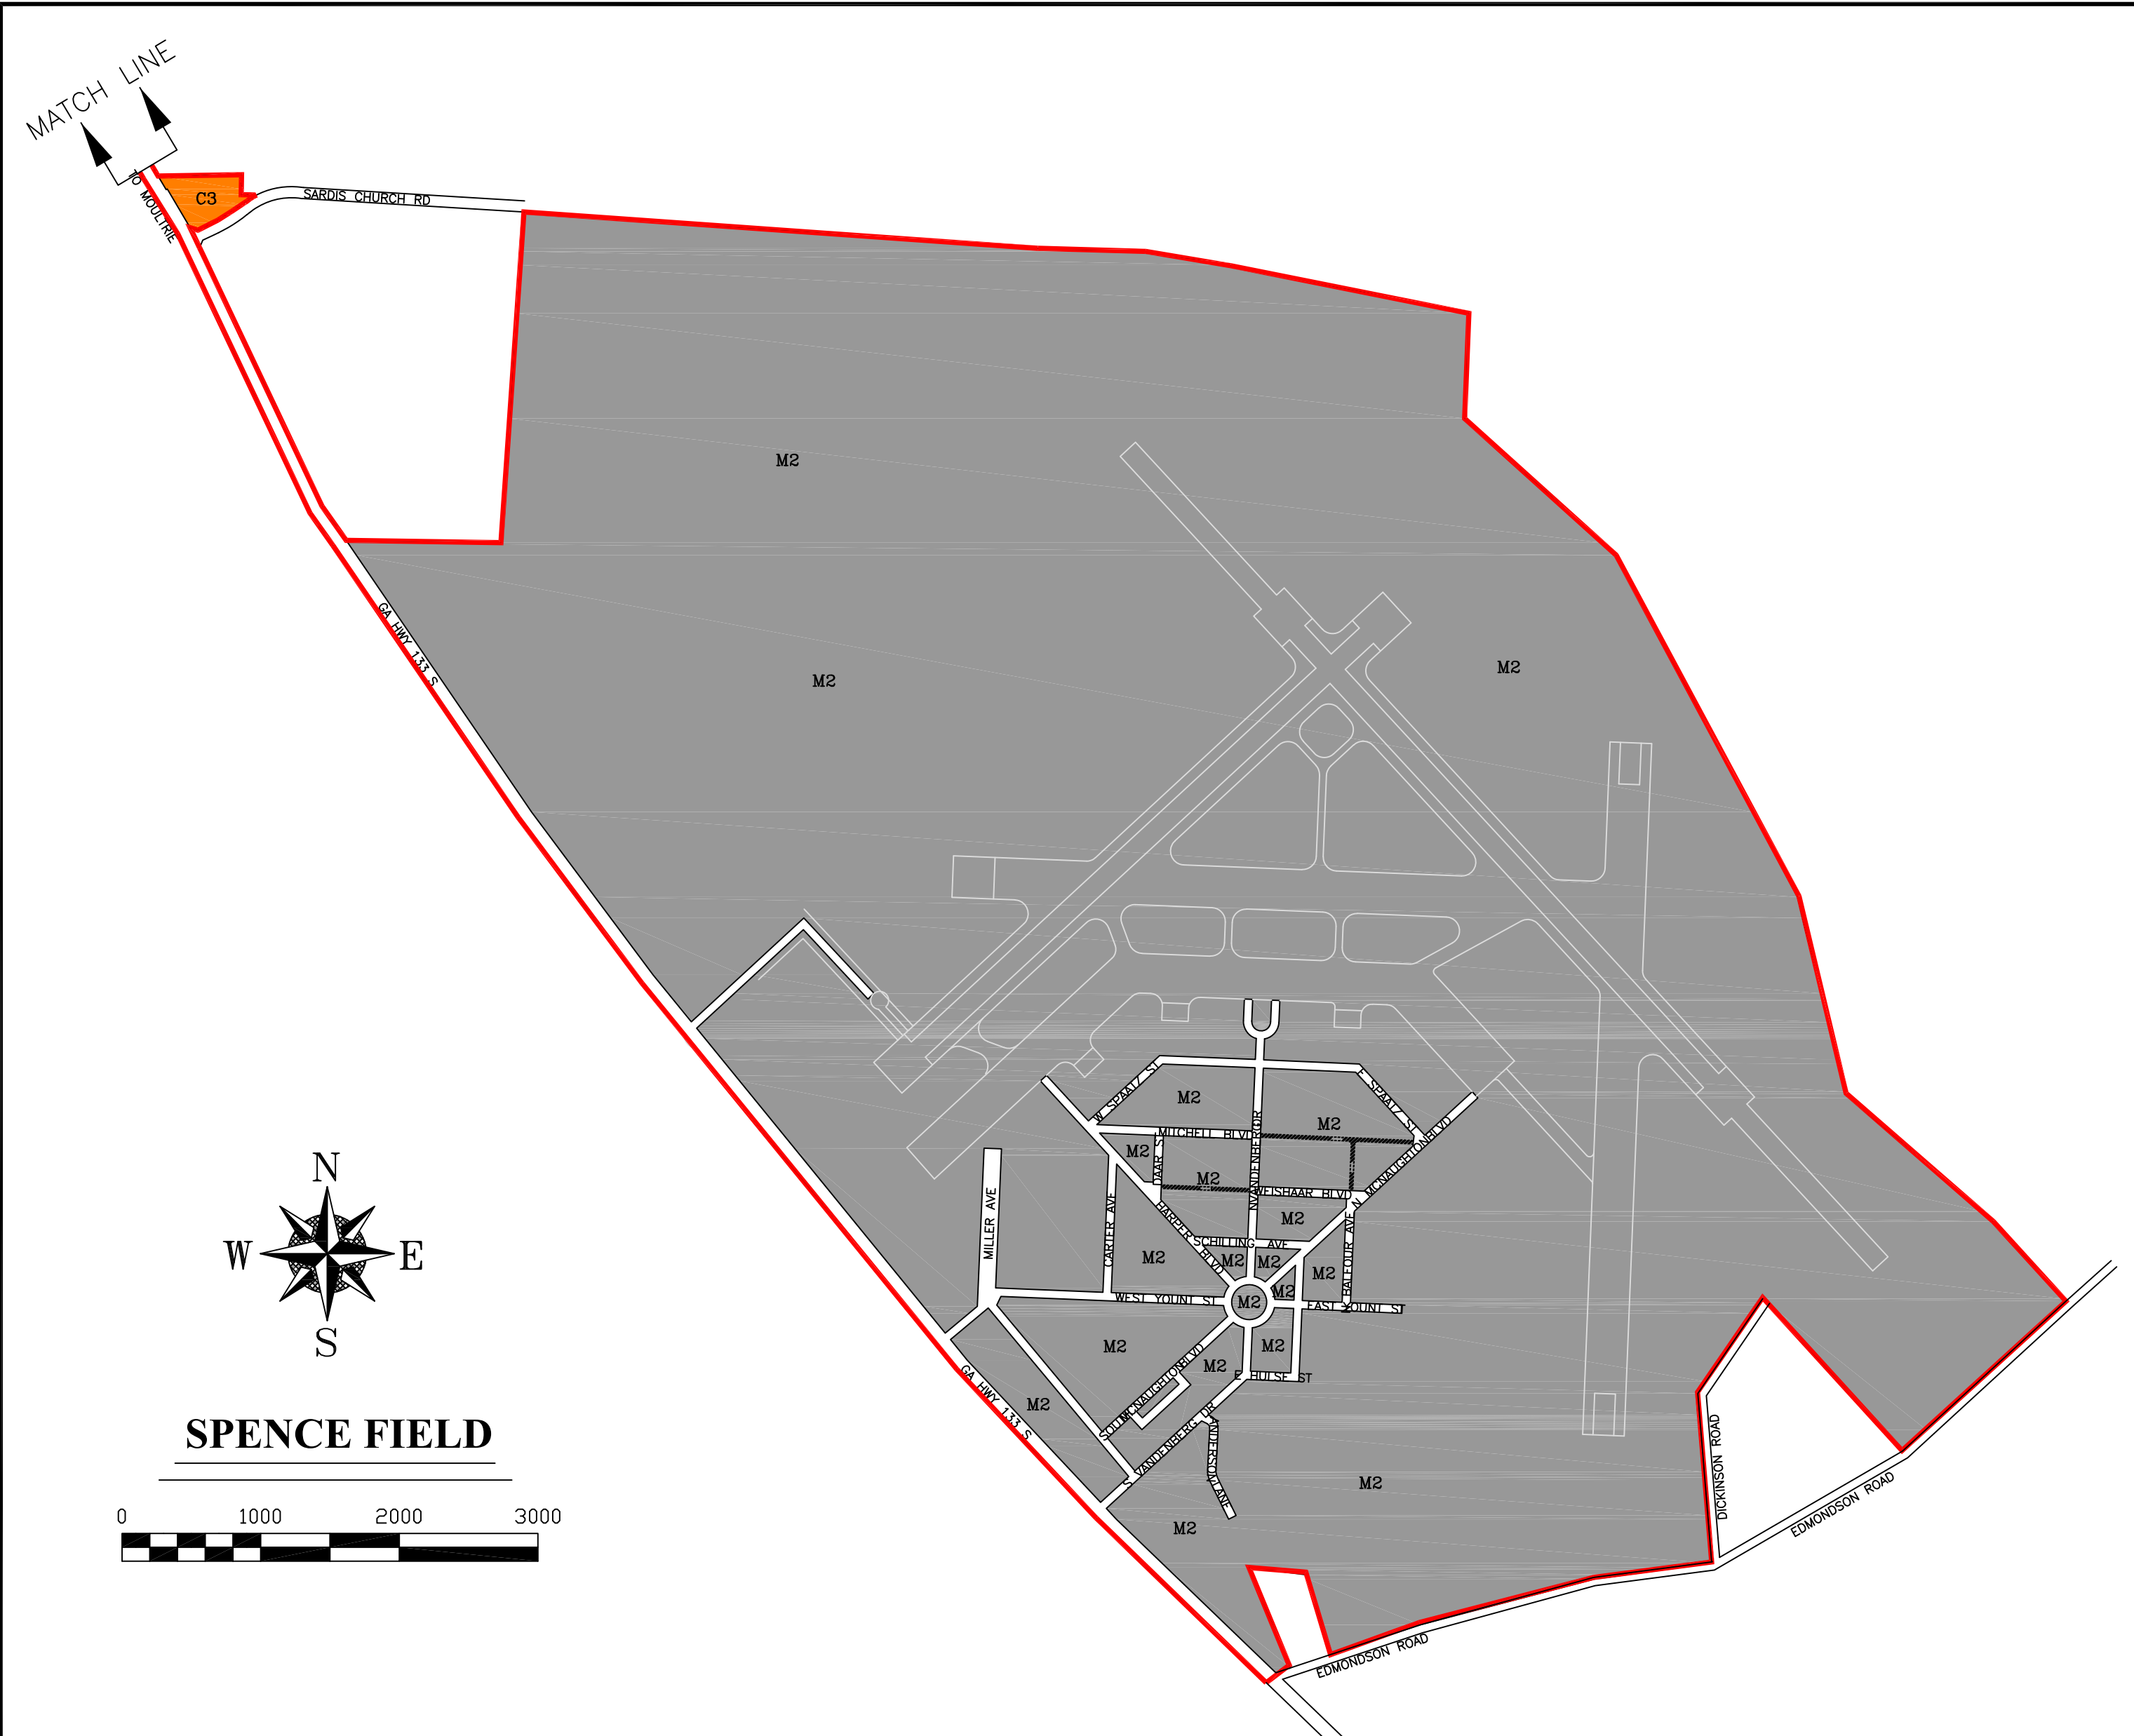 MATCH LINE
TO MOULTRIE
C3
SARDIS CHURCH RD
M2
GA HWY 133 S
M2
M2
W SPAATZ ST
M2
E SPAATZ ST
M2
MITCHELL BLVD
N VANDENBERG DR
N MCNAUGHTON BLVD
M2
DAAR ST
M2
WEISHAAR BLVD
MILLER AVE
CARTER AVE
HARPER BLVD
M2
SCHILLING AVE
M2
M2
M2
M2
N BALFOUR AVE
M2
M2
WEST YOUNT ST
EAST YOUNT ST
N
W
E
S
M2
M2
M2
E HULSE ST
SOUTH MCNAUGHTON BLVD
GA HWY 133 S
M2
S VANDENBERG DR
ANDERSON LANE
M2
M2
DICKINSON ROAD
EDMONDSON ROAD
EDMONDSON ROAD
SPENCE FIELD
0 1000 2000 3000